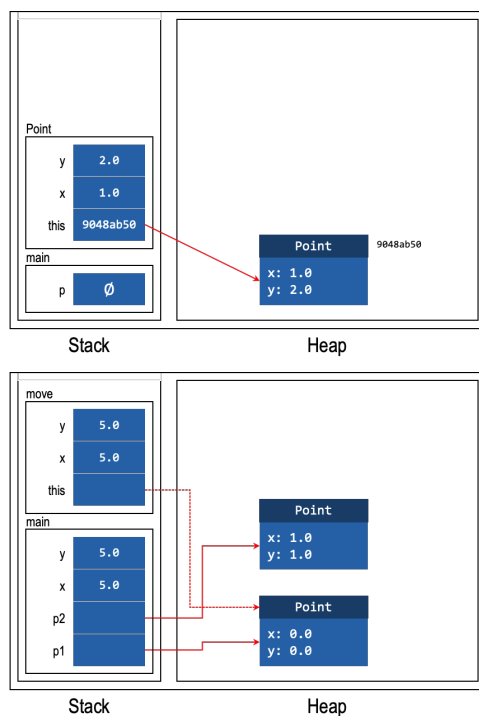 Point
y 2.0
x 1.0
this 9048ab50
main
p Ø
Point 9048ab50
x: 1.0
y: 2.0
Stack Heap
move
y 5.0
x 5.0
this
main
y 5.0
x 5.0
p2
p1
Point
x: 1.0
y: 1.0
Point
x: 0.0
y: 0.0
Stack Heap